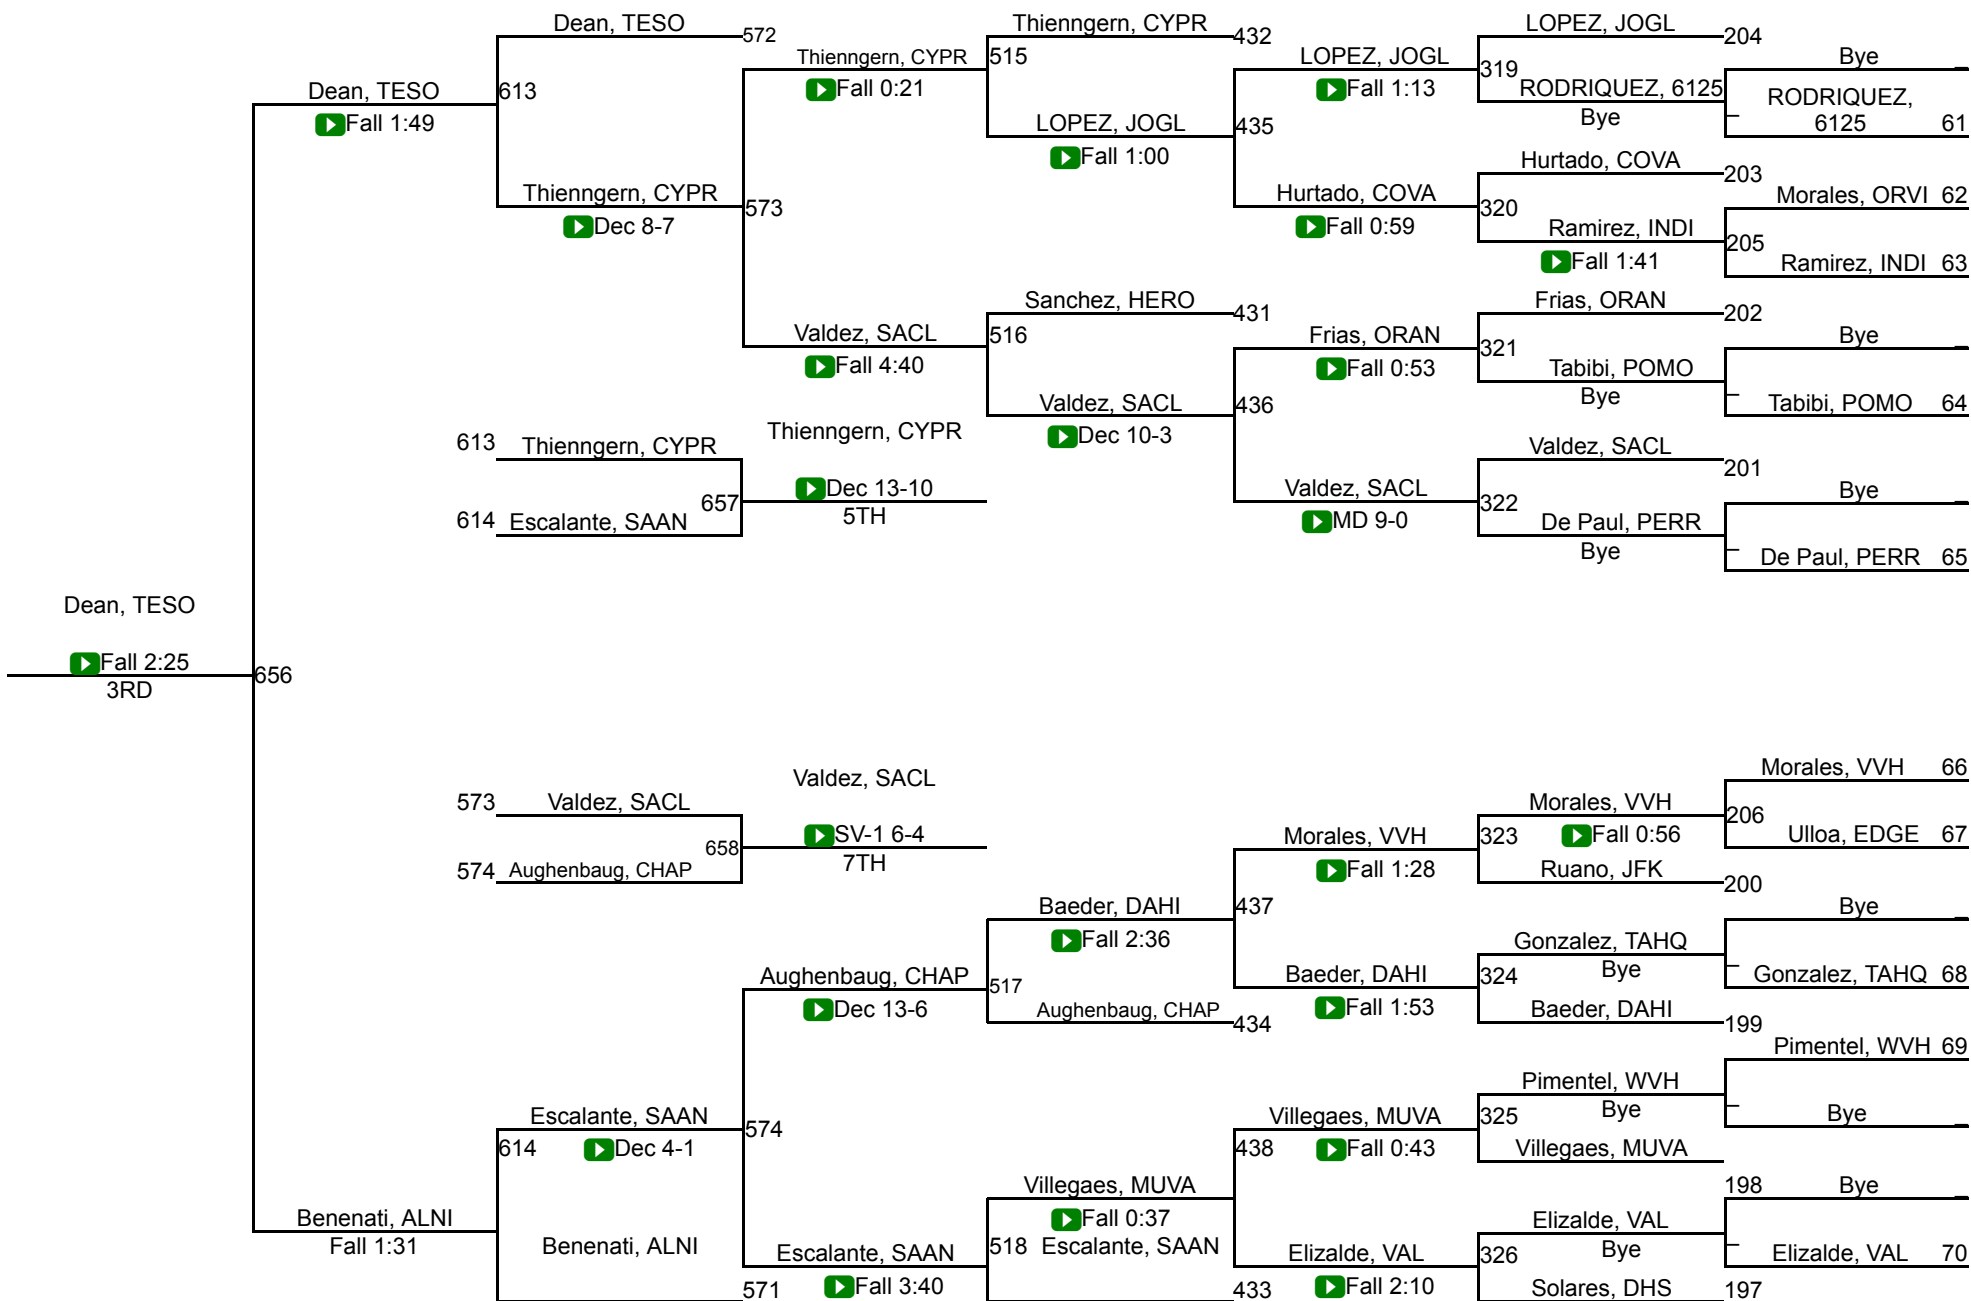 Dean, TESO
572
Thienngern, CYPR
432
LOPEZ, JOGL
204
Bye
Thienngern, CYPR
515
LOPEZ, JOGL
319
RODRIQUEZ, 6125
Bye
RODRIQUEZ,
6125 61
Dean, TESO
Fall 1:49
613
Fall 0:21
Fall 1:13
LOPEZ, JOGL
Fall 1:00
435
Hurtado, COVA
203
Morales, ORVI 62
Thienngern, CYPR
Dec 8-7
573
Hurtado, COVA
Fall 0:59
320
Ramirez, INDI
Fall 1:41
205
Ramirez, INDI 63
Sanchez, HERO
431
Frias, ORAN
202
Bye
Valdez, SACL
Fall 4:40
516
Frias, ORAN
Fall 0:53
321
Tabibi, POMO
Bye
Tabibi, POMO 64
Valdez, SACL
Dec 10-3
436
613 Thienngern, CYPR
614 Escalante, SAAN
657
Thienngern, CYPR
Dec 13-10
5TH
Valdez, SACL
201
Bye
Valdez, SACL
MD 9-0
322
De Paul, PERR
Bye
De Paul, PERR 65
Dean, TESO
Fall 2:25
3RD
656
573 Valdez, SACL
574 Aughenbaug, CHAP
658
Valdez, SACL
SV-1 6-4
7TH
Morales, VVH 66
Morales, VVH
Fall 0:56
206
Ulloa, EDGE 67
Morales, VVH
Fall 1:28
323
Ruano, JFK
200
Bye
Baeder, DAHI
Fall 2:36
437
Gonzalez, TAHQ
Bye
Gonzalez, TAHQ 68
Aughenbaug, CHAP
Dec 13-6
517
Aughenbaug, CHAP
434
Baeder, DAHI
Fall 1:53
324
Baeder, DAHI
199
Pimentel, WVH 69
Pimentel, WVH
Bye
Bye
Escalante, SAAN
Dec 4-1
574
614
Villegaes, MUVA
Fall 0:43
325
Villegaes, MUVA
438
198
Bye
Villegaes, MUVA
Fall 0:37
Benenati, ALNI
Fall 1:31
Benenati, ALNI
571
Escalante, SAAN
Fall 3:40
518 Escalante, SAAN
433
Elizalde, VAL
Fall 2:10
326
Elizalde, VAL
Bye
Elizalde, VAL 70
Solares, DHS
197